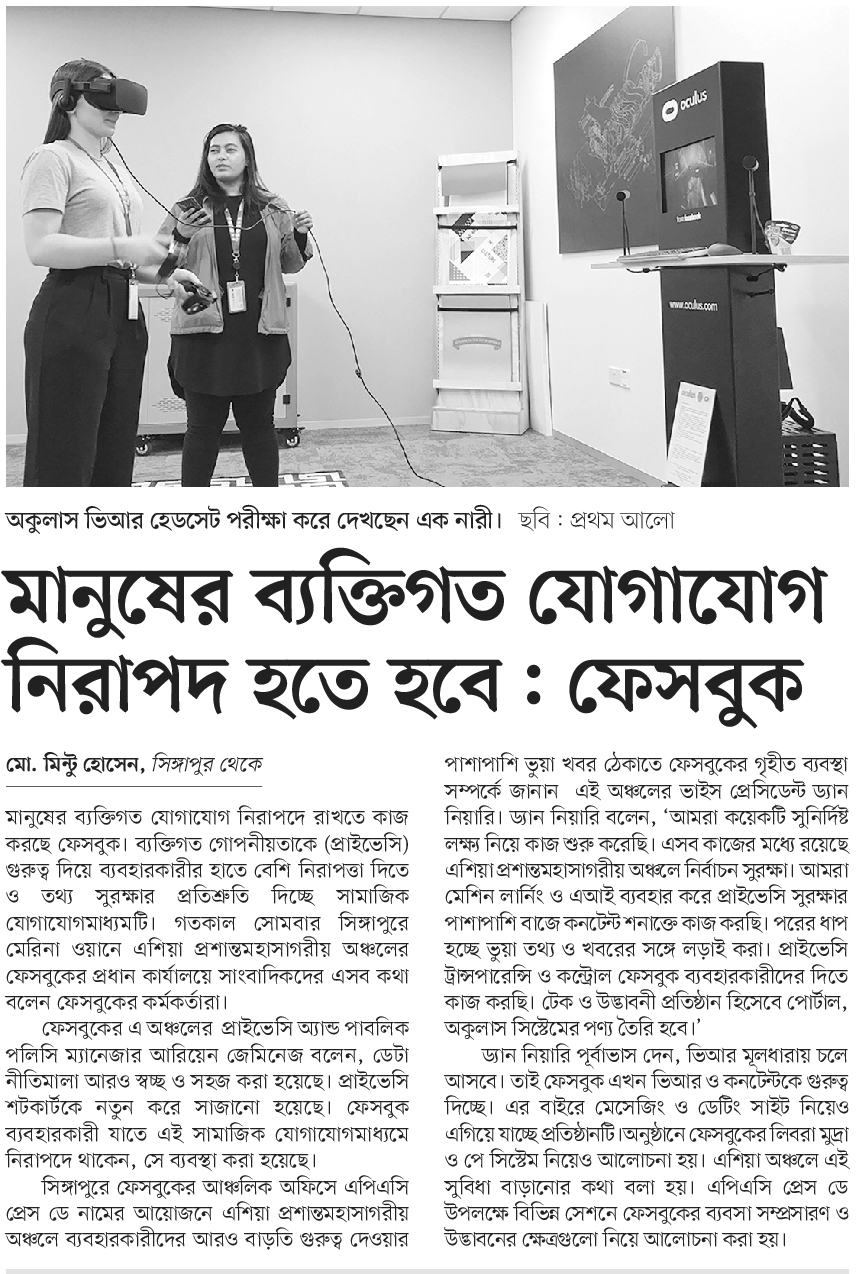 oculus
from facebook
www.oculus.com
oculus
অকুলাস ভিআর হেডসেট পরীক্ষা করে দেখছেন এক নারী। ছবি : প্রথম আলো
মানুষের ব্যক্তিগত যোগাযোগ
নিরাপদ হতে হবে : ফেসবুক
মো. মিন্টু হোসেন, সিঙ্গাপুর থেকে
মানুষের ব্যক্তিগত যোগাযোগ নিরাপদে রাখতে কাজ
করছে ফেসবুক। ব্যক্তিগত গোপনীয়তাকে (প্রাইভেসি)
গুরুত্ব দিয়ে ব্যবহারকারীর হাতে বেশি নিরাপত্তা দিতে
ও তথ্য সুরক্ষার প্রতিশ্রুতি দিচ্ছে সামাজিক
যোগাযোগমাধ্যমটি। গতকাল সোমবার সিঙ্গাপুরে
মেরিনা ওয়ানে এশিয়া প্রশান্তমহাসাগরীয় অঞ্চলের
ফেসবুকের প্রধান কার্যালয়ে সাংবাদিকদের এসব কথা
বলেন ফেসবুকের কর্মকর্তারা।
ফেসবুকের এ অঞ্চলের প্রাইভেসি অ্যান্ড পাবলিক
পলিসি ম্যানেজার আরিয়েন জেমিনেজ বলেন, ডেটা
নীতিমালা আরও স্বচ্ছ ও সহজ করা হয়েছে। প্রাইভেসি
শর্টকার্টকে নতুন করে সাজানো হয়েছে। ফেসবুক
ব্যবহারকারী যাতে এই সামাজিক যোগাযোগমাধ্যমে
নিরাপদে থাকেন, সে ব্যবস্থা করা হয়েছে।
সিঙ্গাপুরে ফেসবুকের আঞ্চলিক অফিসে এপিএসি
প্রেস ডে নামের আয়োজনে এশিয়া প্রশান্তমহাসাগরীয়
অঞ্চলে ব্যবহারকারীদের আরও বাড়তি গুরুত্ব দেওয়ার
পাশাপাশি ভুয়া খবর ঠেকাতে ফেসবুকের গৃহীত ব্যবস্থা
সম্পর্কে জানান এই অঞ্চলের ভাইস প্রেসিডেন্ট ড্যান
নিয়ারি। ড্যান নিয়ারি বলেন, ‘আমরা কয়েকটি সুনির্দিষ্ট
লক্ষ্য নিয়ে কাজ শুরু করেছি। এসব কাজের মধ্যে রয়েছে
এশিয়া প্রশান্তমহাসাগরীয় অঞ্চলে নির্বাচন সুরক্ষা। আমরা
মেশিন লার্নিং ও এআই ব্যবহার করে প্রাইভেসি সুরক্ষার
পাশাপাশি বাজে কনটেন্ট শনাক্তে কাজ করছি। পরের ধাপ
হচ্ছে ভুয়া তথ্য ও খবরের সঙ্গে লড়াই করা। প্রাইভেসি
ট্রান্সপারেন্সি ও কন্ট্রোল ফেসবুক ব্যবহারকারীদের দিতে
কাজ করছি। টেক ও উদ্ভাবনী প্রতিষ্ঠান হিসেবে পোর্টাল,
অকুলাস সিস্টেমের পণ্য তৈরি হবে।’
ড্যান নিয়ারি পূর্বাভাস দেন, ভিআর মূলধারায় চলে
আসবে। তাই ফেসবুক এখন ভিআর ও কনটেন্টকে গুরুত্ব
দিচ্ছে। এর বাইরে মেসেজিং ও ডেটিং সাইট নিয়েও
এগিয়ে যাচ্ছে প্রতিষ্ঠানটি।অনুষ্ঠানে ফেসবুকের লিবরা মুদ্রা
ও পে সিস্টেম নিয়েও আলোচনা হয়। এশিয়া অঞ্চলে এই
সুবিধা বাড়ানোর কথা বলা হয়। এপিএসি প্রেস ডে
উপলক্ষে বিভিন্ন সেশনে ফেসবুকের ব্যবসা সম্প্রসারণ ও
উদ্ভাবনের ক্ষেত্রগুলো নিয়ে আলোচনা করা হয়।